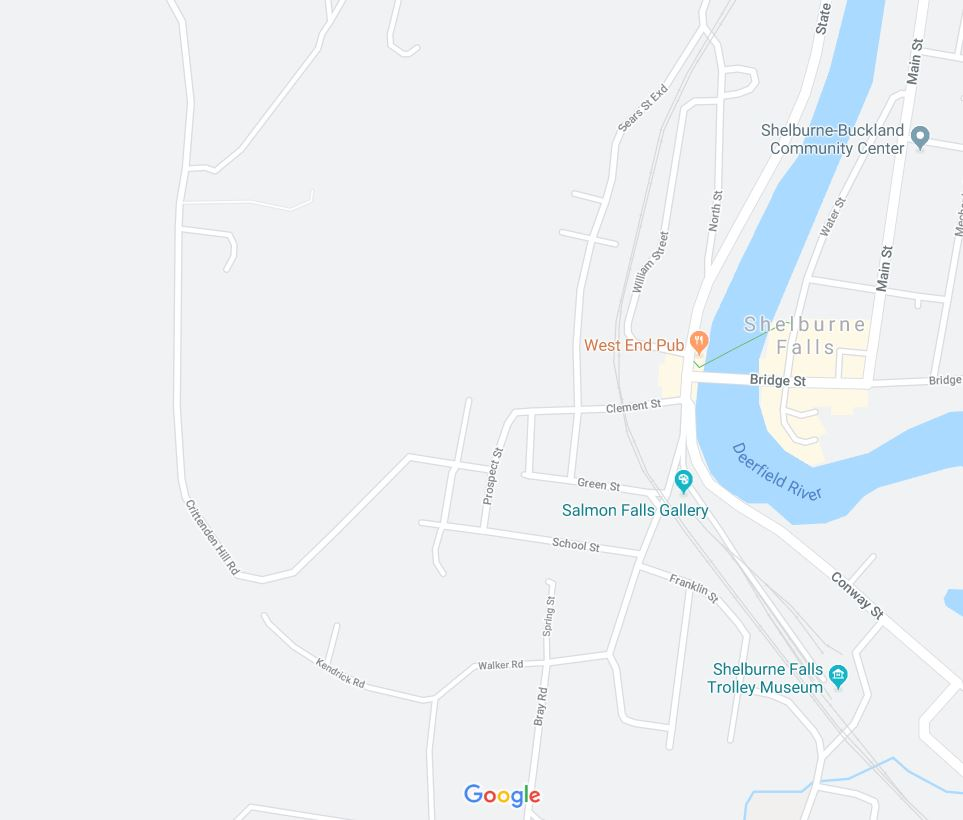 State
Main St
Sears St Exd
Shelburne-Buckland
Community Center
North St
Water St
William Street
Main St
Shelburne
Falls
West End Pub
Bridge St
Bridge
Clement St
Prospect St
Deerfield River
Green St
Salmon Falls Gallery
Crittenden Hill Rd
School St
Franklin St
Conway St
Spring St
Kendrick Rd
Walker Rd
Shelburne Falls
Trolley Museum
Bray Rd
Google